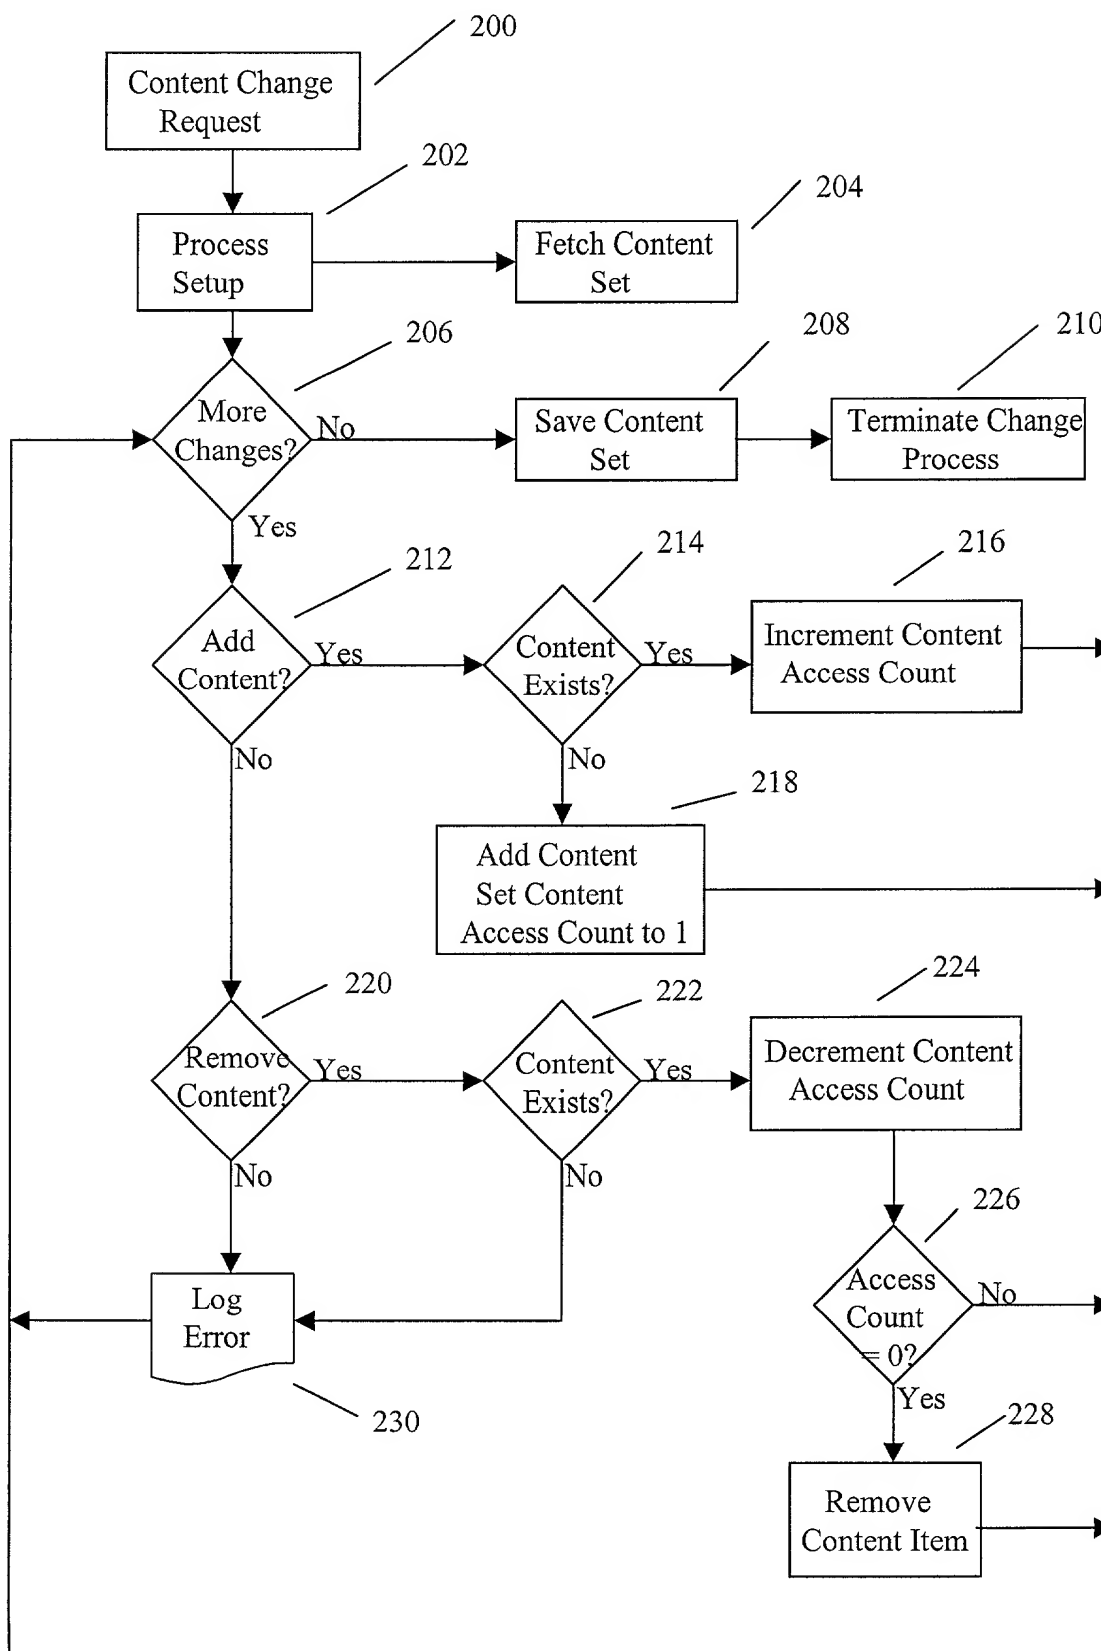 200
Content Change
Request
202
204
Process
Setup
Fetch Content
Set
206
208
210
More
Changes?
No
Save Content
Set
Terminate Change
Process
Yes
212
214
216
Add
Content?
Yes
Content
Exists?
Yes
Increment Content
Access Count
No
No
218
Add Content
Set Content
Access Count to 1
220
222
224
Remove
Content?
Yes
Content
Exists?
Yes
Decrement Content
Access Count
No
No
226
Log
Error
Access
Count
= 0?
No
Yes
230
228
Remove
Content Item